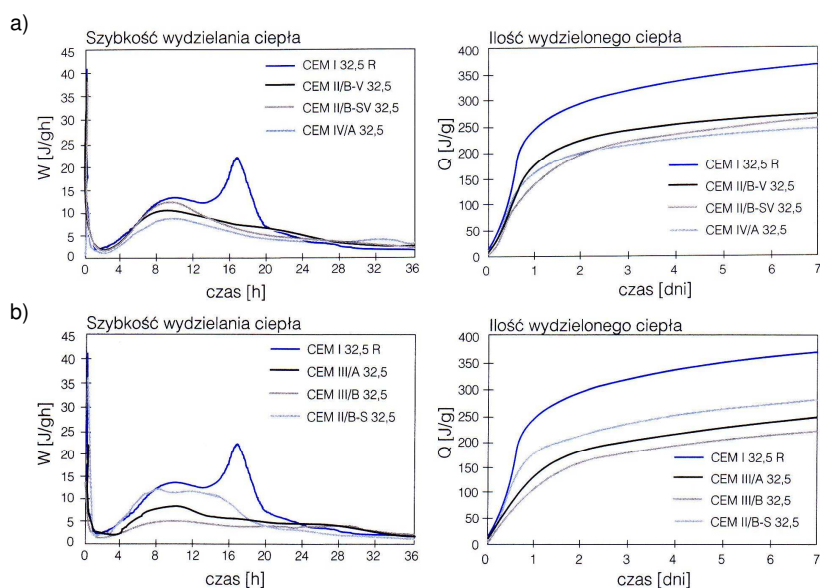 a)
Szybkość wydzielania ciepła
W [J/gh]
45
40
35
30
25
20
15
10
5
0
0 4 8 12 16 20 24 28 32 36
czas [h]
CEM I 32,5 R
CEM II/B-V 32,5
CEM II/B-SV 32,5
CEM IV/A 32,5
Ilość wydzielonego ciepła
Q [J/g]
400
350
300
250
200
150
100
50
0
0 1 2 3 4 5 6 7
czas [dni]
CEM I 32,5 R
CEM II/B-V 32,5
CEM II/B-SV 32,5
CEM IV/A 32,5
b)
Szybkość wydzielania ciepła
W [J/gh]
40
35
45
30
25
20
15
10
5
0
0 4 8 12 16 20 24 28 32 36
czas [h]
CEM I 32,5 R
CEM III/A 32,5
CEM III/B 32,5
CEM II/B-S 32,5
Ilość wydzielonego ciepła
Q [J/g]
400
350
300
250
200
150
100
50
0
0 1 2 3 4 5 6 7
czas [dni]
CEM I 32,5 R
CEM III/A 32,5
CEM III/B 32,5
CEM II/B-S 32,5